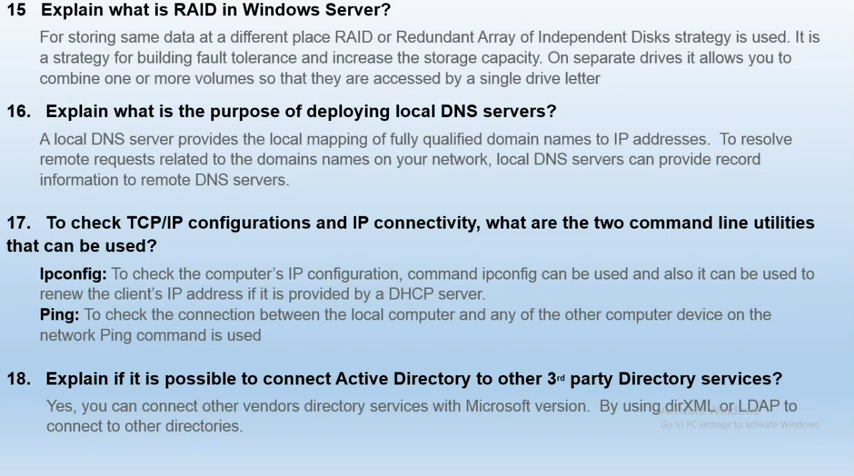 15 Explain what is RAID in Windows Server?
For storing same data at a different place RAID or Redundant Array of Independent Disks strategy is used. It is
a strategy for building fault tolerance and increase the storage capacity. On separate drives it allows you to
combine one or more volumes so that they are accessed by a single drive letter
16. Explain what is the purpose of deploying local DNS servers?
A local DNS server provides the local mapping of fully qualified domain names to IP addresses. To resolve
remote requests related to the domains names on your network, local DNS servers can provide record
information to remote DNS servers.
17. To check TCP/IP configurations and IP connectivity, what are the two command line utilities
that can be used?
Ipconfig: To check the computer's IP configuration, command ipconfig can be used and also it can be used to
renew the client's IP address if it is provided by a DHCP server.
Ping: To check the connection between the local computer and any of the other computer device on the
network Ping command is used
18. Explain if it is possible to connect Active Directory to other 3rd party Directory services?
Yes, you can connect other vendors directory services with Microsoft version. By using dirXML or LDAP to
connect to other directories.
Activate Windows
Go to PC settings to activate Windows.